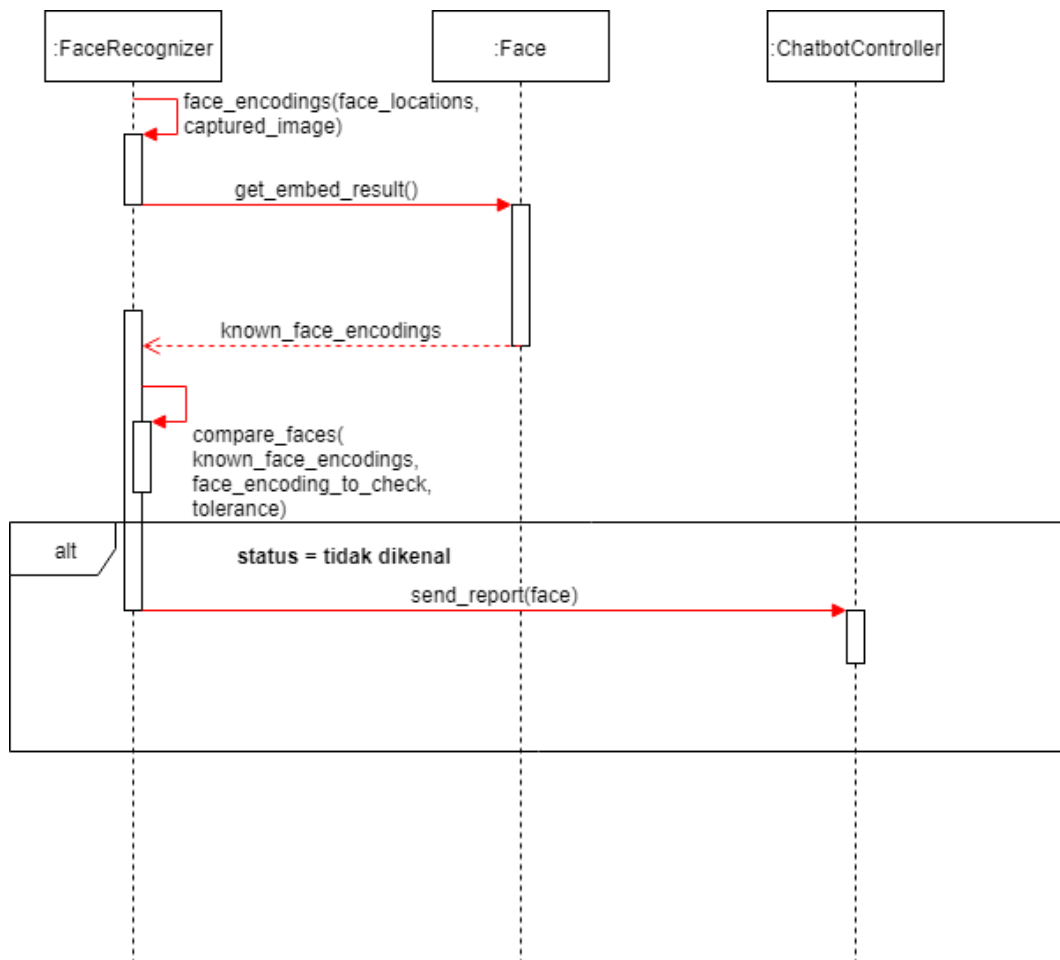 :FaceRecognizer
:Face
:ChatbotController
face_encodings(face_locations,
captured_image)
get_embed_result()
known_face_encodings
compare_faces(
known_face_encodings,
face_encoding_to_check,
tolerance)
alt
status = tidak dikenal
send_report(face)